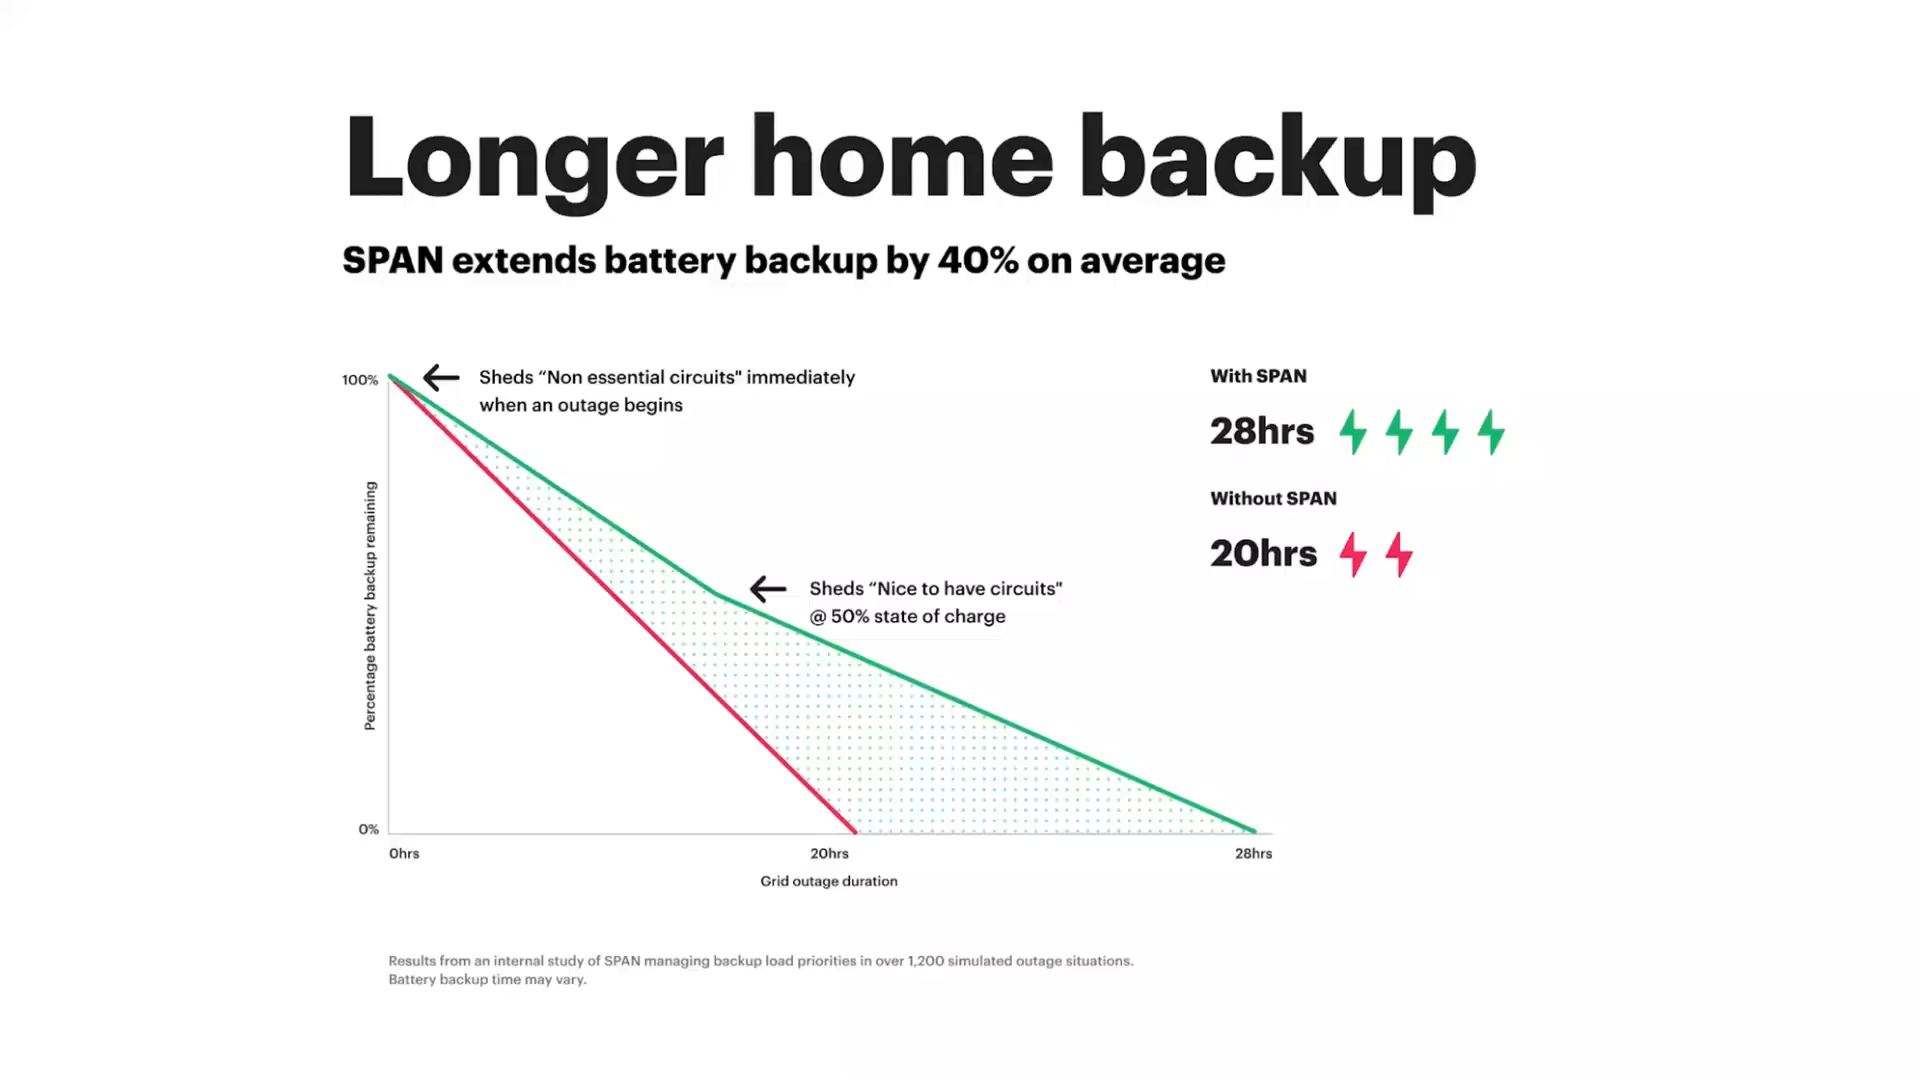 Longer home backup
SPAN extends battery backup by 40% on average
100%
Sheds “Non essential circuits" immediately
when an outage begins
With SPAN
28hrs
Without SPAN
20hrs
Percentage battery backup remaining
Sheds “Nice to have circuits"
@ 50% state of charge
0%
0hrs
20hrs
28hrs
Grid outage duration
Results from an internal study of SPAN managing backup load priorities in over 1,200 simulated outage situations.
Battery backup time may vary.